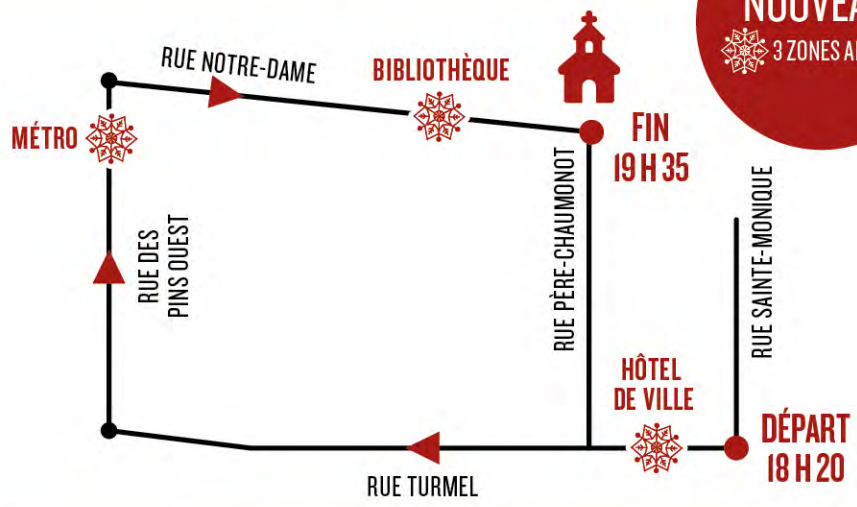 NOUVEA
3 ZONES A
RUE NOTRE-DAME
BIBLIOTHÈQUE
MÉTRO
FIN
19 H 35
RUE PÈRE-CHAUMONOT
RUE SAINTE-MONIQUE
RUE DES
PINS OUEST
HÔTEL
DE VILLE
DÉPART
18 H 20
RUE TURMEL